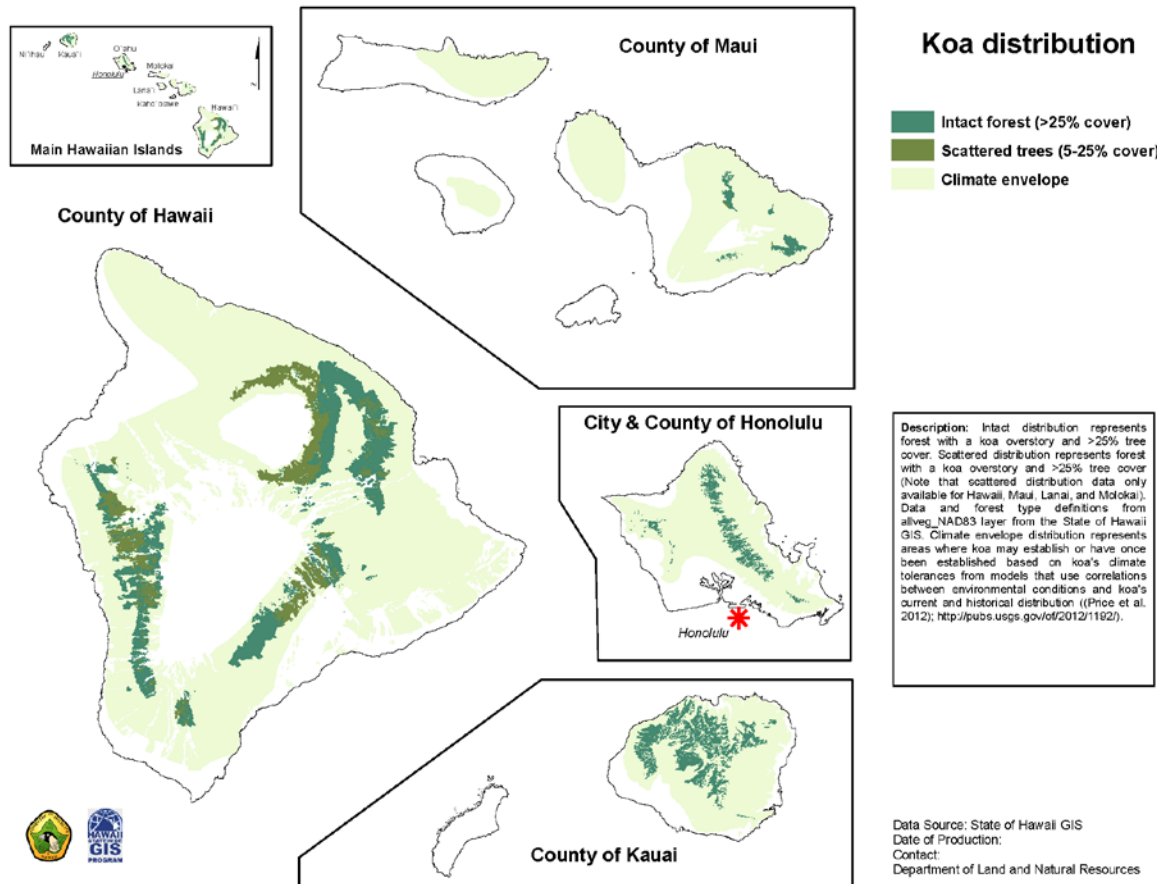 Koa distribution
Intact forest (>25% cover)
Scattered trees (5-25% cover)
Climate envelope
Ni'ihau
Kaua'i
O'ahu
Honolulu
Molokai
Lana'i
Kaho'olawe
Hawai'i
Main Hawaiian Islands
County of Maui
County of Hawaii
City & County of Honolulu
Honolulu
County of Kauai
Description: Intact distribution represents
forest with a koa overstory and >25% tree
cover. Scattered distribution represents forest
with a koa overstory and >25% tree cover
(Note that scattered distribution data only
available for Hawaii, Maui, Lanai, and Molokai).
Data and forest type definitions from
allveg_NAD83 layer from the State of Hawaii
GIS. Climate envelope distribution represents
areas where koa may establish or have once
been established based on koa's climate
tolerances from models that use correlations
between environmental conditions and koa's
current and historical distribution ((Price et al.
2012); http://pubs.usgs.gov/of/2012/1192/).
HAWAII
GIS
PROGRAM
Data Source: State of Hawaii GIS
Date of Production:
Contact:
Department of Land and Natural Resources